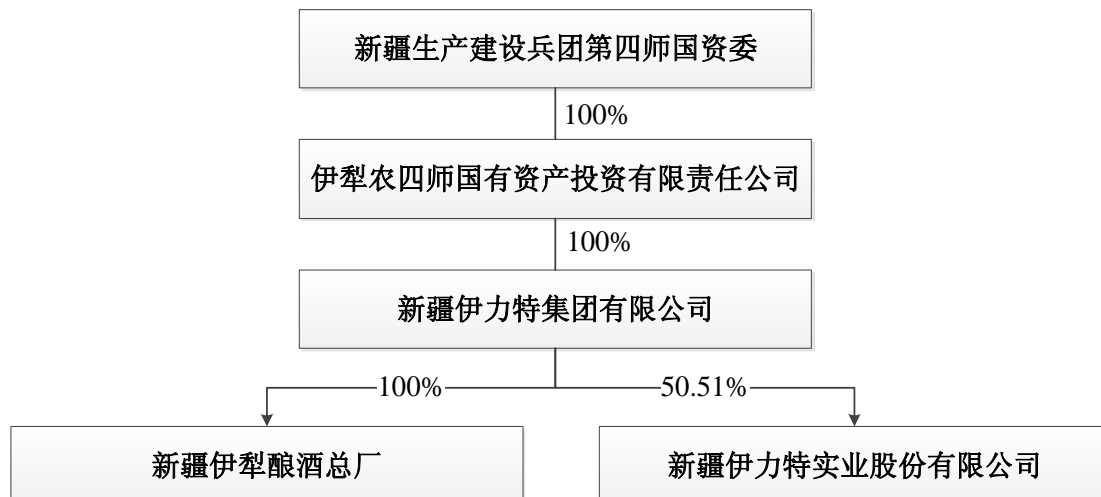 新疆生产建设兵团第四师国资委
100%
伊犁农四师国有资产投资有限责任公司
100%
新疆伊力特集团有限公司
100%
50.51%
新疆伊犁酿酒总厂
新疆伊力特实业股份有限公司